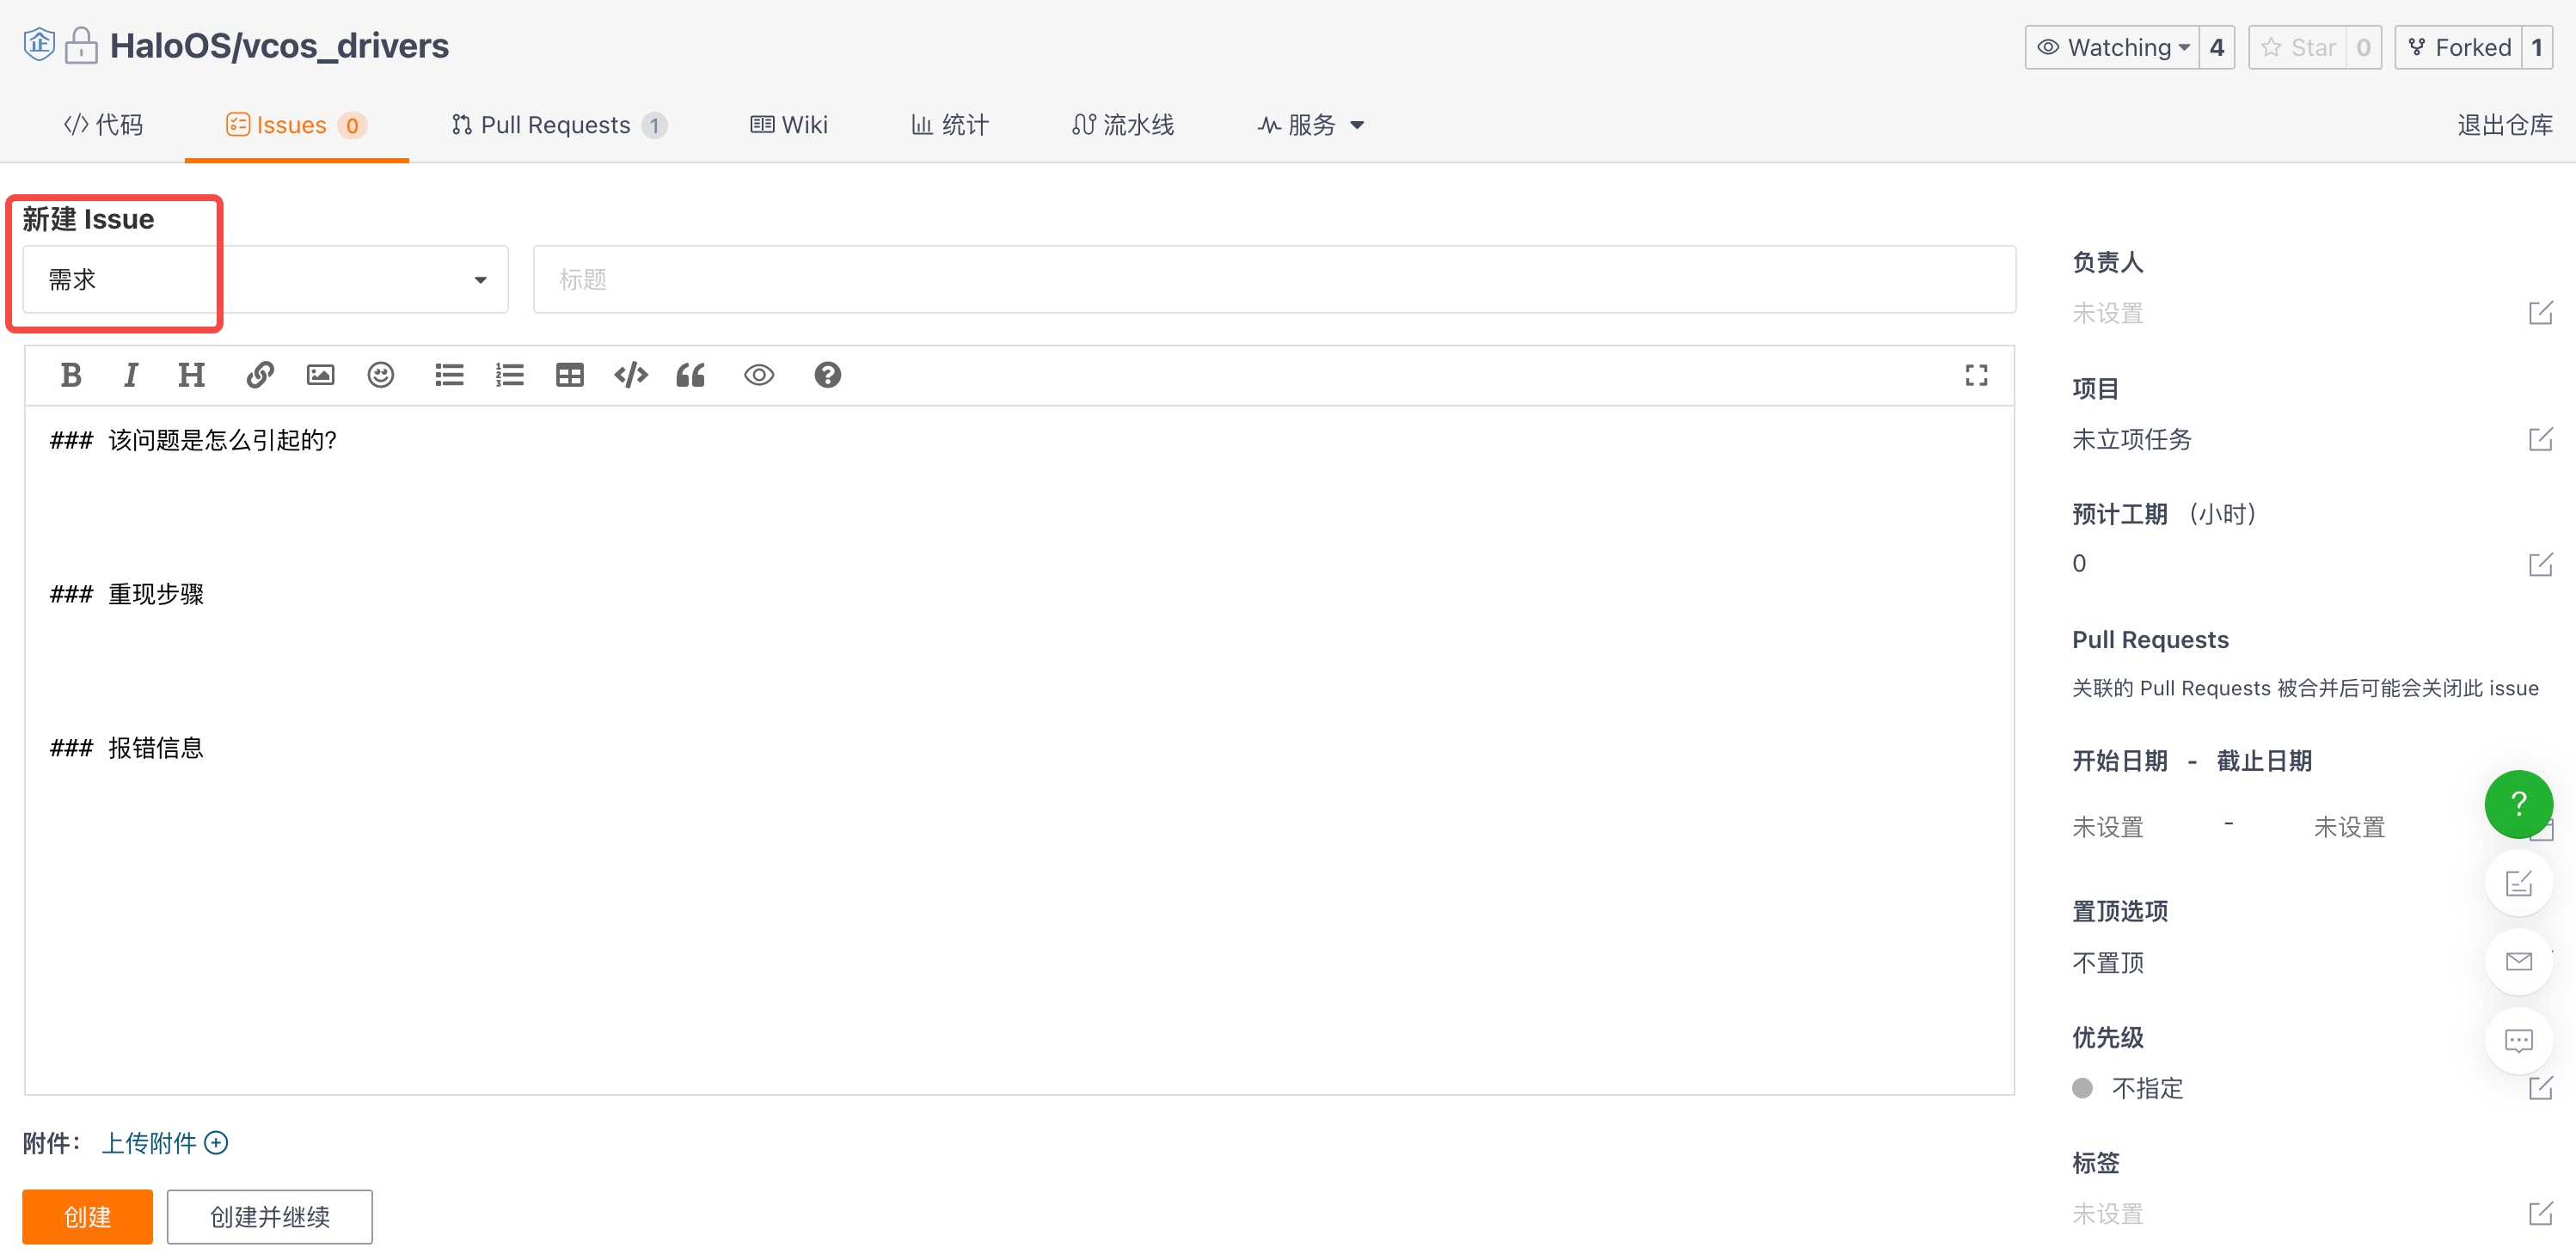 企 HaloOS/vcos_drivers
Watching 4 Star 0 Forked 1
代码 Issues 0 Pull Requests 1 Wiki 统计 流水线 服务 退出仓库
新建 Issue
需求 标题
B I H
### 该问题是怎么引起的?
### 重现步骤
### 报错信息
附件： 上传附件
创建 创建并继续
负责人
未设置
项目
未立项任务
预计工期 （小时）
0
Pull Requests
关联的 Pull Requests 被合并后可能会关闭此 issue
开始日期 - 截止日期
未设置 - 未设置
?
置顶选项
不置顶
优先级
不指定
标签
未设置